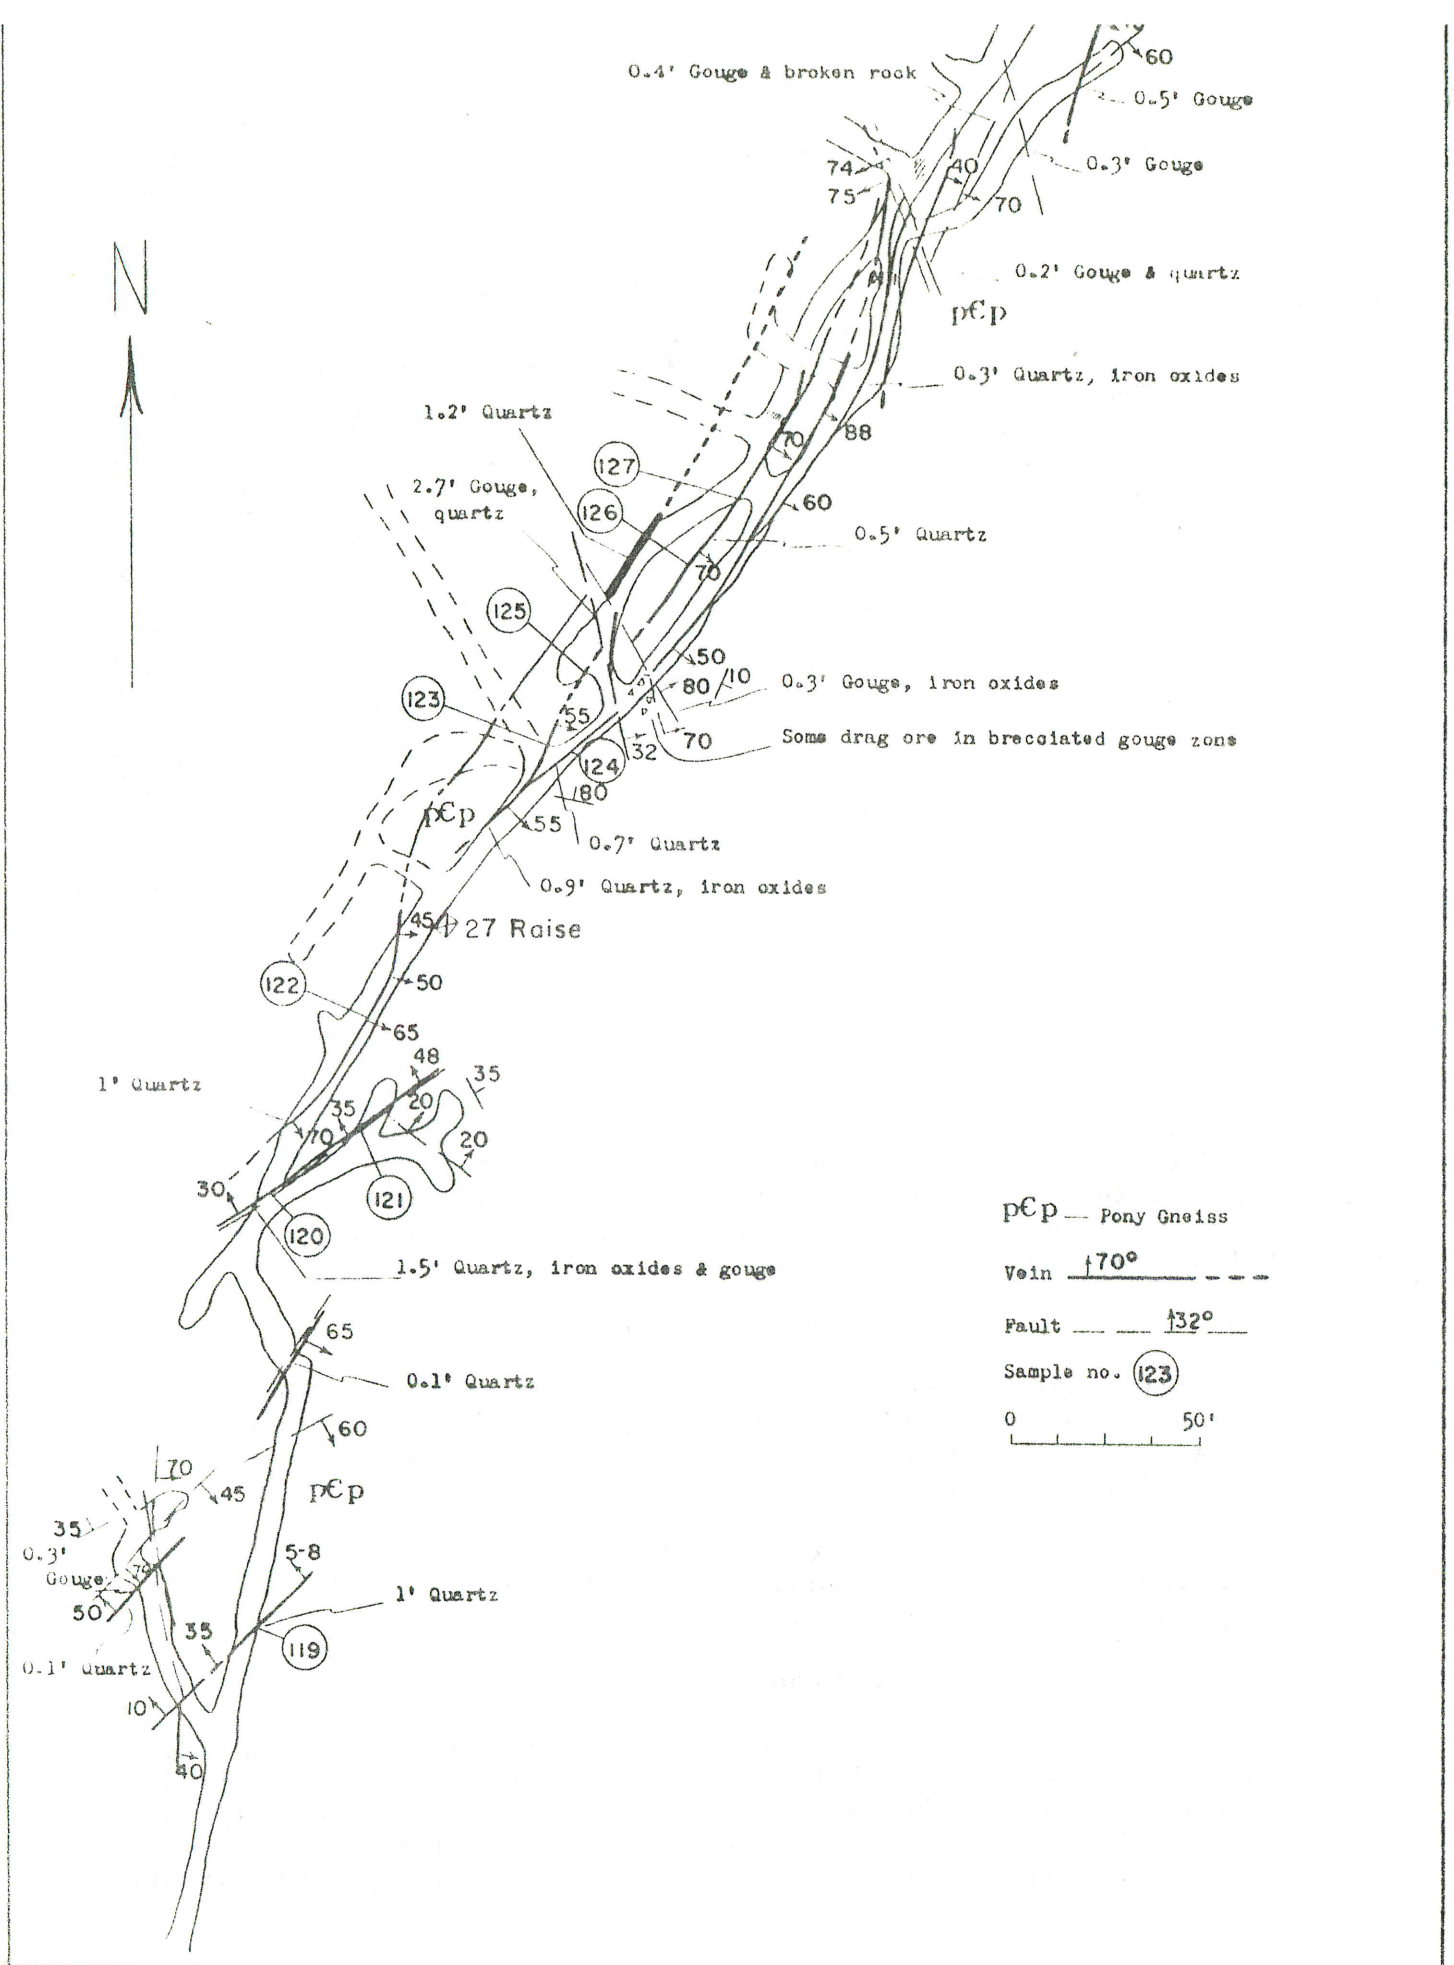 60
0.4' Gouge & broken rock
0.5' Gouge
0.3' Gouge
74
40
75
70
N
0.2' Gouge & quartz
p€p
0.3' Quartz, iron oxides
1.2' Quartz
88
70
127
2.7' Gouge,
quartz
60
126
0.5' Quartz
70
125
50
10
80
0.3' Gouge, iron oxides
123
55
70
Some drag ore in brecciated gouge zone
32
124
80
p€p
55
0.7' Quartz
0.9' Quartz, iron oxides
45
27 Raise
122
50
65
48
35
1' Quartz
35
20
70
20
30
121
120
p€p — Pony Gneiss
1.5' Quartz, iron oxides & gouge
Vein 70°
65
Fault 32°
0.1' Quartz
Sample no. 123
0 50'
60
70
45
p€p
35
0.3'
Gouge
5-8
70
50
1' Quartz
35
119
0.1' Quartz
10
40